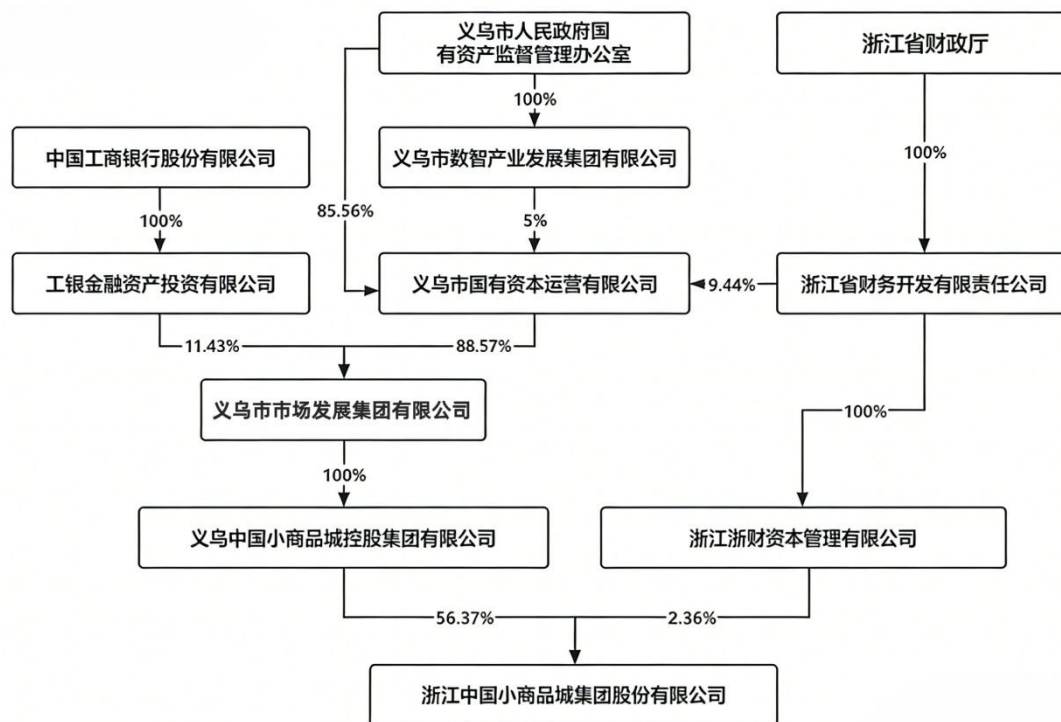 义乌市人民政府国
有资产监督管理办公室
浙江省财政厅
100%
中国工商银行股份有限公司
义乌市数智产业发展集团有限公司
100%
85.56%
100%
5%
工银金融资产投资有限公司
义乌市国有资本运营有限公司
9.44%
浙江省财务开发有限责任公司
11.43%
88.57%
义乌市市场发展集团有限公司
100%
100%
义乌中国小商品城控股集团有限公司
浙江浙财资本管理有限公司
56.37%
2.36%
浙江中国小商品城集团股份有限公司